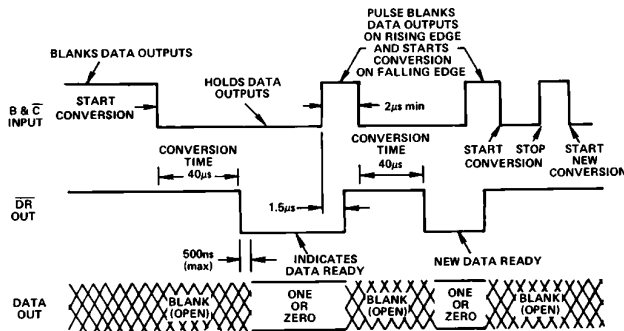 PULSE BLANKS
DATA OUTPUTS
ON RISING EDGE
AND STARTS
CONVERSION
ON FALLING EDGE
BLANKS DATA OUTPUTS
HOLDS DATA
OUTPUTS
B & C̅
INPUT
START
CONVERSION
2μs min
CONVERSION
TIME
40μs
CONVERSION
TIME
40μs
START
CONVERSION
STOP
START
NEW
CONVERSION
D̅R̅
OUT
1.5μs
500ns
(max)
INDICATES
DATA READY
NEW DATA READY
DATA
OUT
BLANK
(OPEN)
ONE
OR
ZERO
BLANK
(OPEN)
ONE
OR
ZERO
BLANK
(OPEN)